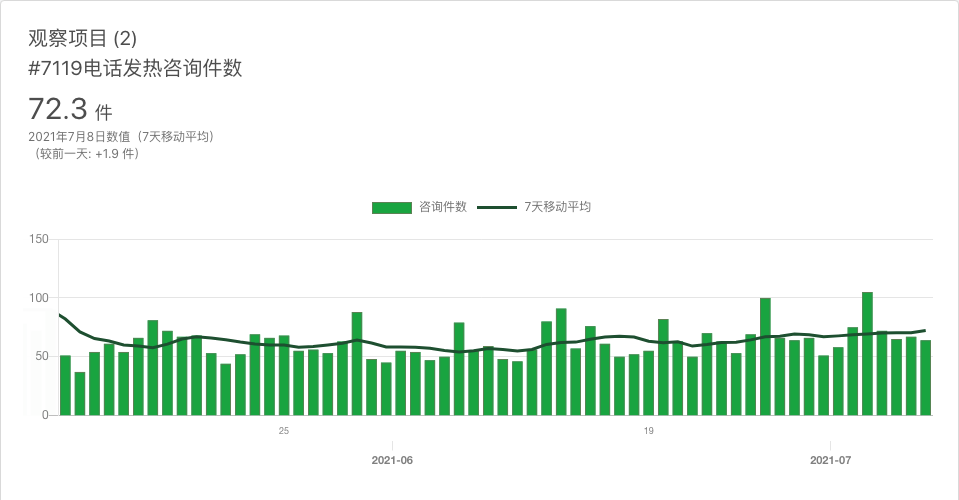 观察项目 (2)
#7119电话发热咨询件数
72.3 件
2021年7月8日数值（7天移动平均）
（较前一天: +1.9 件）
咨询件数 7天移动平均
150
100
50
0
25 19
2021-06 2021-07